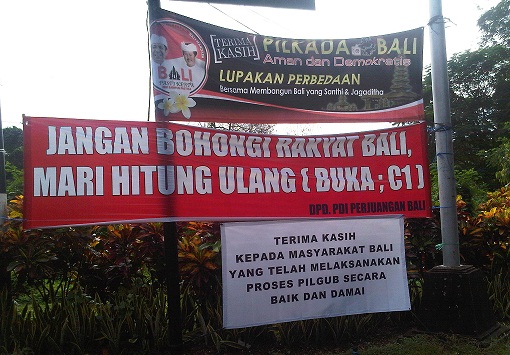 [TERIMA KASIH] PILKADA BALI
Aman dan Demokratis
LUPAKAN PERBEDAAN
Bersama Membangun Bali yang Santhi & Jagaditha
BALI
JANGAN BOHONGI RAKYAT BALI,
MARI HITUNG ULANG ( BUKA ; C1 )
DPD. PDI PERJUANGAN BALI
TERIMA KASIH
KEPADA MASYARAKAT BALI
YANG TELAH MELAKSANAKAN
PROSES PILGUB SECARA
BAIK DAN DAMAI